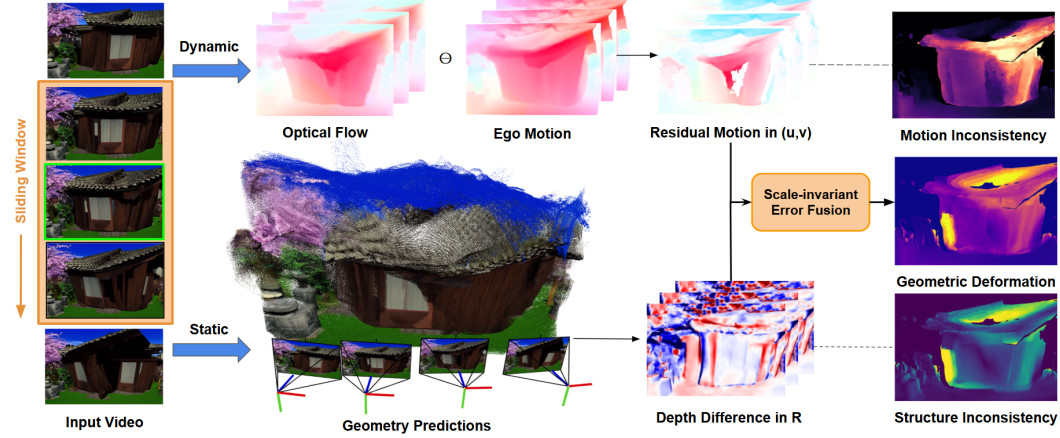 Dynamic
Sliding Window
⊖
Optical Flow
Ego Motion
Residual Motion in (u,v)
Motion Inconsistency
Scale-invariant
Error Fusion
Geometric Deformation
Static
Input Video
Geometry Predictions
Depth Difference in R
Structure Inconsistency